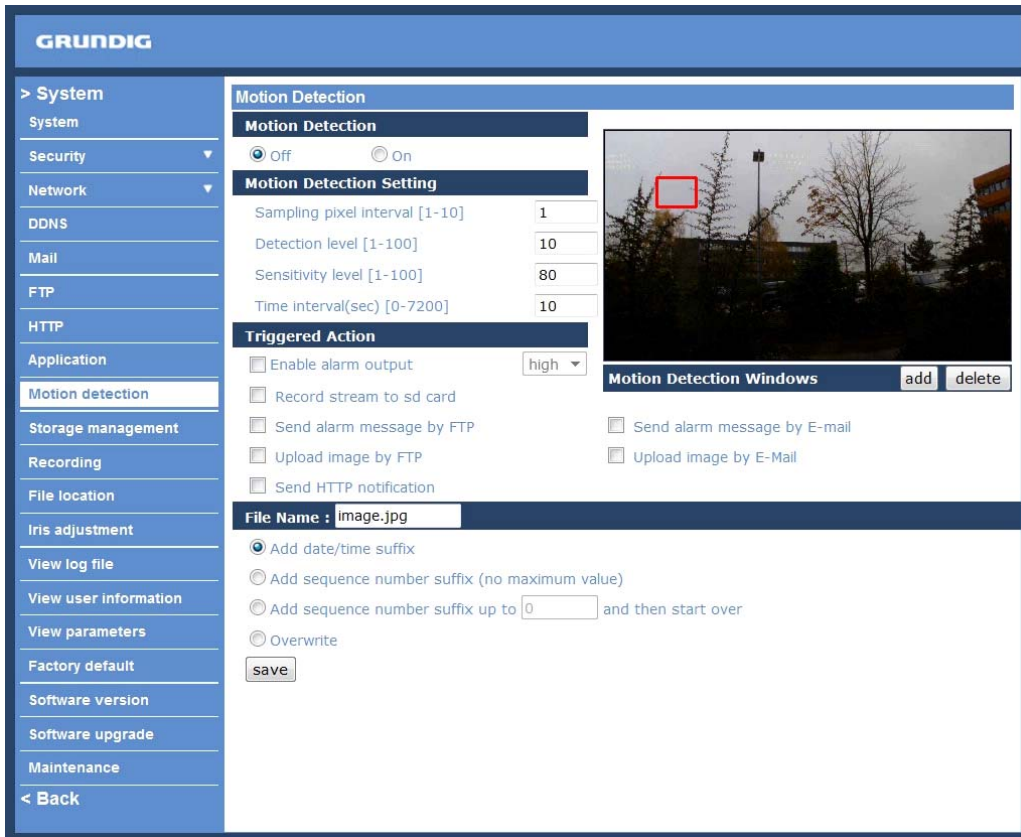 GRUNDIG
> System
System
Security
Network
DDNS
Mail
FTP
HTTP
Application
Motion detection
Storage management
Recording
File location
Iris adjustment
View log file
View user information
View parameters
Factory default
Software version
Software upgrade
Maintenance
< Back
Motion Detection
Motion Detection
Off On
Motion Detection Setting
Sampling pixel interval [1-10] 1
Detection level [1-100] 10
Sensitivity level [1-100] 80
Time interval(sec) [0-7200] 10
Triggered Action
Enable alarm output high
Motion Detection Windows add delete
Record stream to sd card
Send alarm message by FTP Send alarm message by E-mail
Upload image by FTP Upload image by E-Mail
Send HTTP notification
File Name : image.jpg
Add date/time suffix
Add sequence number suffix (no maximum value)
Add sequence number suffix up to 0 and then start over
Overwrite
save